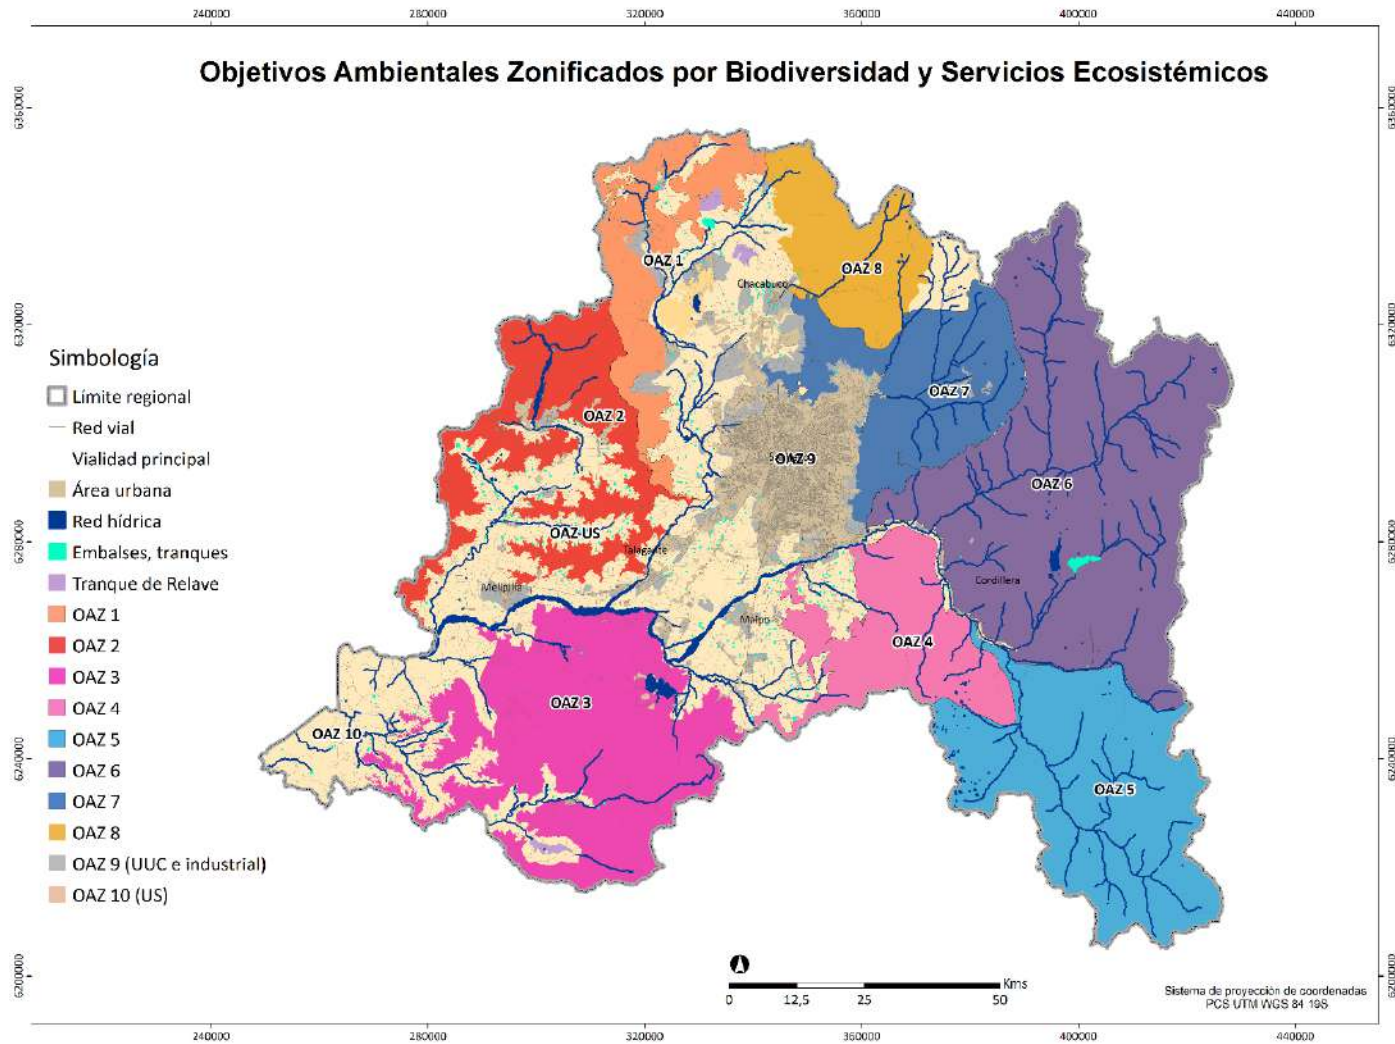 240000 280000 320000 360000 400000 440000
Objetivos Ambientales Zonificados por Biodiversidad y Servicios Ecosistémicos
6360000 6360000
OAZ 1
OAZ 8
Chacabuco
6320000 6320000
Simbología
Límite regional
Red vial
Vialidad principal
Área urbana
Red hídrica
Embalses, tranques
Tranque de Relave
OAZ 1
OAZ 2
OAZ 3
OAZ 4
OAZ 5
OAZ 6
OAZ 7
OAZ 8
OAZ 9 (UUC e industrial)
OAZ 10 (US)
OAZ 7
OAZ 2
OAZ 9
OAZ 6
OAZ US
6280000 6280000
Talagante
Cordillera
Melipilla
Maipo
OAZ 4
OAZ 3
OAZ 10
6240000 6240000
OAZ 5
Kms
0 12,5 25 50
Sistema de proyección de coordenadas
PCS UTM WGS 84 19S
6200000 6200000
240000 280000 320000 360000 400000 440000